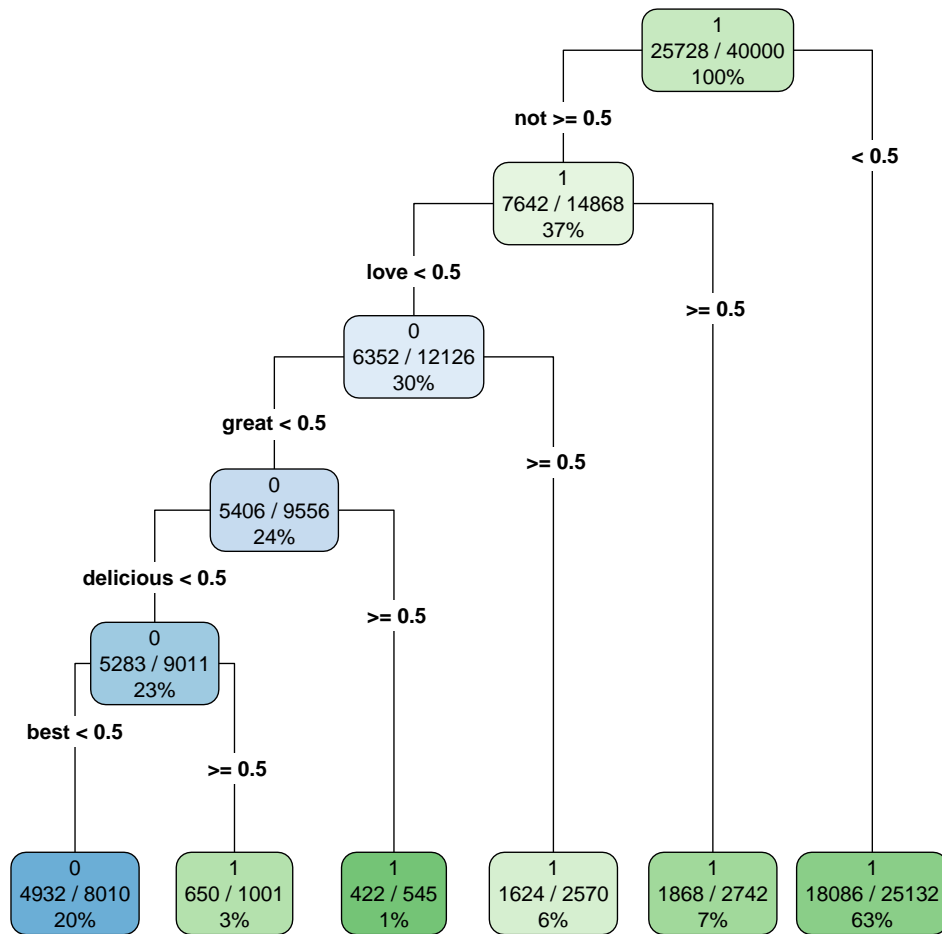 1
25728 / 40000
100%
not >= 0.5
< 0.5
1
7642 / 14868
37%
love < 0.5
>= 0.5
0
6352 / 12126
30%
great < 0.5
>= 0.5
0
5406 / 9556
24%
delicious < 0.5
>= 0.5
0
5283 / 9011
23%
best < 0.5
>= 0.5
0
4932 / 8010
20%
1
650 / 1001
3%
1
422 / 545
1%
1
1624 / 2570
6%
1
1868 / 2742
7%
1
18086 / 25132
63%